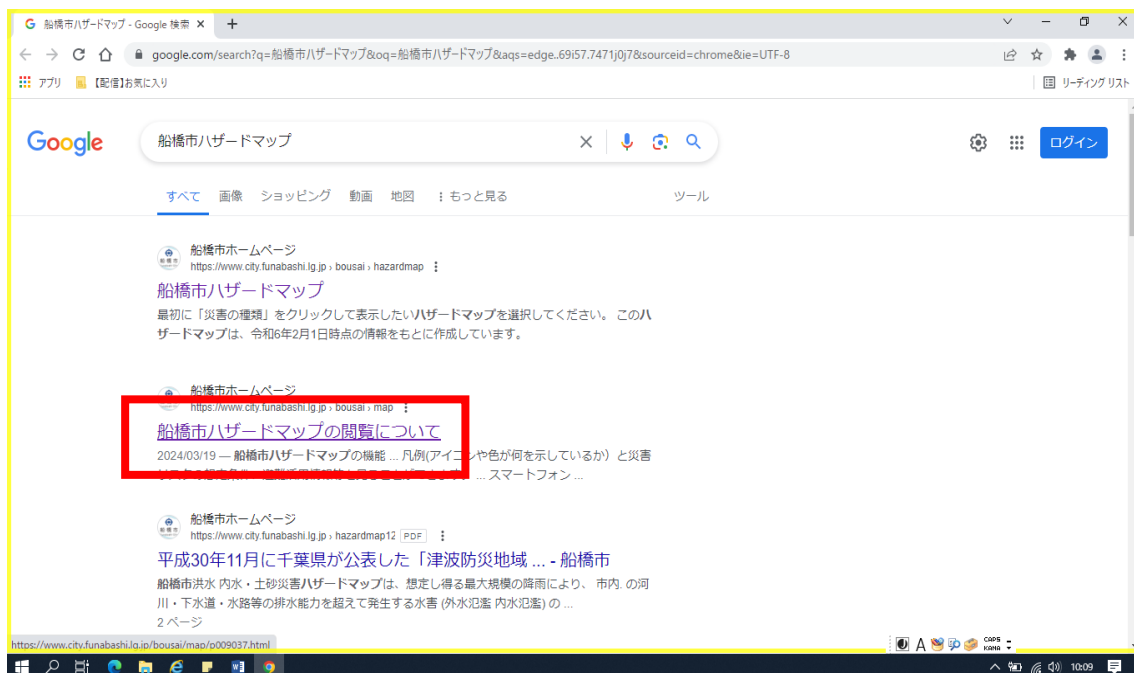 船橋市ハザードマップ - Google 検索
google.com/search?q=船橋市ハザードマップ&oq=船橋市ハザードマップ&aqs=edge..69i57.7471j0j7&sourceid=chrome&ie=UTF-8
アプリ 【配信】お気に入り リーディング リスト
Google 船橋市ハザードマップ ログイン
すべて 画像 ショッピング 動画 地図 もっと見る ツール
船橋市ホームページ
https://www.city.funabashi.lg.jp › bousai › hazardmap
船橋市ハザードマップ
最初に「災害の種類」をクリックして表示したいハザードマップを選択してください。 このハ
ザードマップは、令和6年2月1日時点の情報をもとに作成しています。
船橋市ホームページ
https://www.city.funabashi.lg.jp › bousai › map
船橋市ハザードマップの閲覧について
2024/03/19 — 船橋市ハザードマップの機能 ... 凡例(アイコンや色が何を示しているか）と災害
... スマートフォン ...
船橋市ホームページ
https://www.city.funabashi.lg.jp › hazardmap12 PDF
平成30年11月に千葉県が公表した「津波防災地域 ... - 船橋市
船橋市洪水 内水・土砂災害ハザードマップは、想定し得る最大規模の降雨により、 市内. の河
川・下水道・水路等の排水能力を超えて発生する水害 (外水氾濫 内水氾濫) の ...
2 ページ
https://www.city.funabashi.lg.jp/bousai/map/p009037.html
A CAPS
KANA
10:09